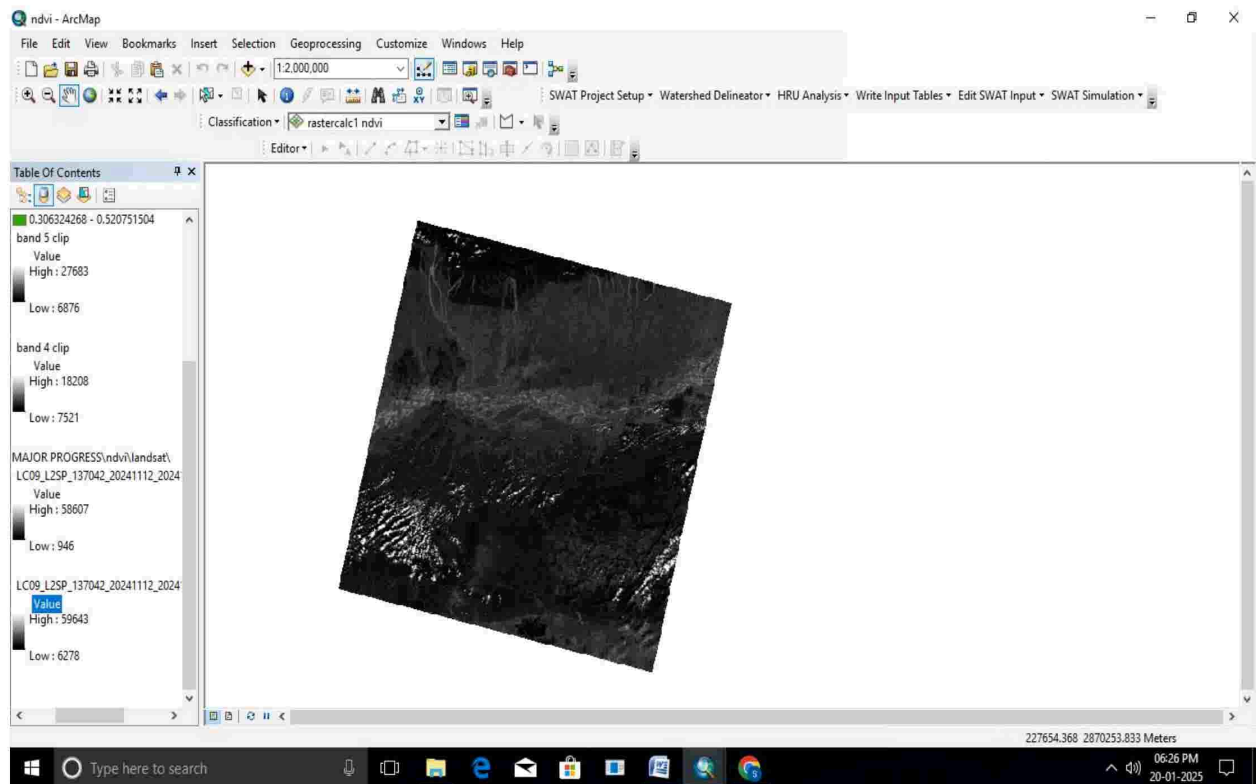 ndvi - ArcMap
File Edit View Bookmarks Insert Selection Geoprocessing Customize Windows Help
1:2,000,000
SWAT Project Setup Watershed Delineator HRU Analysis Write Input Tables Edit SWAT Input SWAT Simulation
Classification rastercalc1 ndvi
Editor
Table Of Contents
0.306324268 - 0.520751504
band 5 clip
Value
High : 27683
Low : 6876
band 4 clip
Value
High : 18208
Low : 7521
MAJOR PROGRESS\ndvi\landsat\
LC09_L2SP_137042_20241112_2024
Value
High : 58607
Low : 946
LC09_L2SP_137042_20241112_2024
Value
High : 59643
Low : 6278
227654.368 2870253.833 Meters
Type here to search
06:26 PM
20-01-2025